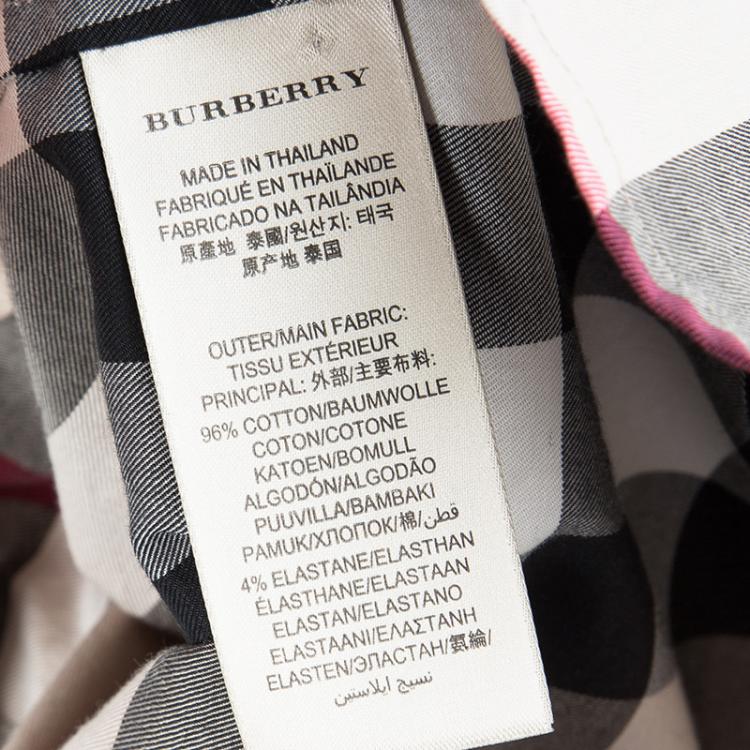 BURBERRY
MADE IN THAILAND
FABRIQUÉ EN THAÏLANDE
FABRICADO NA TAILÂNDIA
原產地 泰國/원산지: 태국
原产地 泰国
OUTER/MAIN FABRIC:
TISSU EXTÉRIEUR
PRINCIPAL: 外部/主要布料:
96% COTTON/BAUMWOLLE
COTON/COTONE
KATOEN/BOMULL
ALGODÓN/ALGODÃO
PUUVILLA/BAMBAKI
PAMUK/ХЛОПОК/棉/قطن
4% ELASTANE/ELASTHAN
ÉLASTHANE/ELASTAAN
ELASTAN/ELASTANO
ELASTAANI/ΕΛΑΣΤΑΝΗ
ELASTEN/ЭЛАСТАН/氨綸/
نسيج ايلاستين